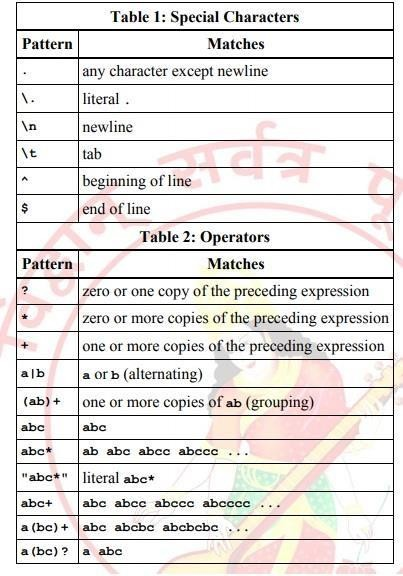 Table 1: Special Characters
Pattern Matches
. any character except newline
\. literal .
\n newline
\t tab
^ beginning of line
$ end of line
Table 2: Operators
Pattern Matches
? zero or one copy of the preceding expression
* zero or more copies of the preceding expression
+ one or more copies of the preceding expression
a|b a or b (alternating)
(ab)+ one or more copies of ab (grouping)
abc abc
abc* ab abc abcc abccc ...
"abc*" literal abc*
abc+ abc abcc abccc abcccc ...
a(bc)+ abc abcbc abcbcbc ...
a(bc)? a abc
सर्वत्र